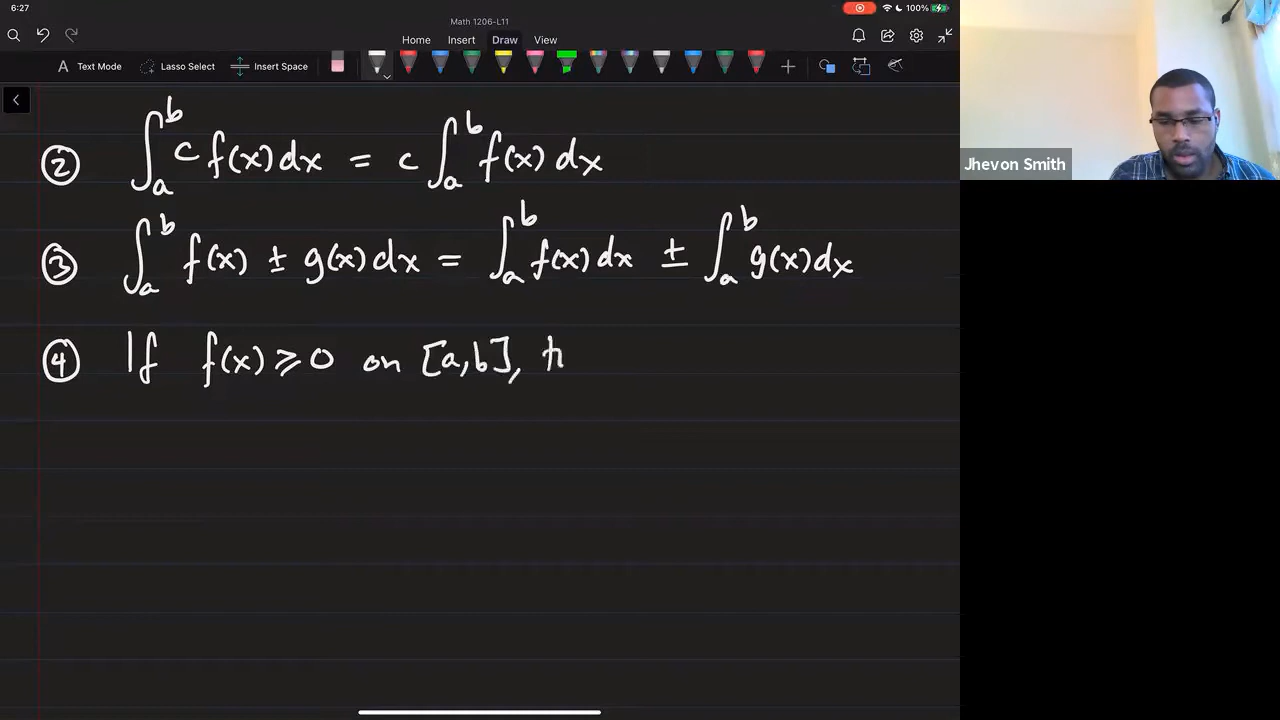 6:27
100%
Math 1206-L11
Home Insert Draw View
Text Mode Lasso Select Insert Space
② ∫_a^b c f(x) dx = c ∫_a^b f(x) dx
Jhevon Smith
③ ∫_a^b f(x) ± g(x) dx = ∫_a^b f(x) dx ± ∫_a^b g(x) dx
④ If f(x) ≥ 0 on [a,b], th